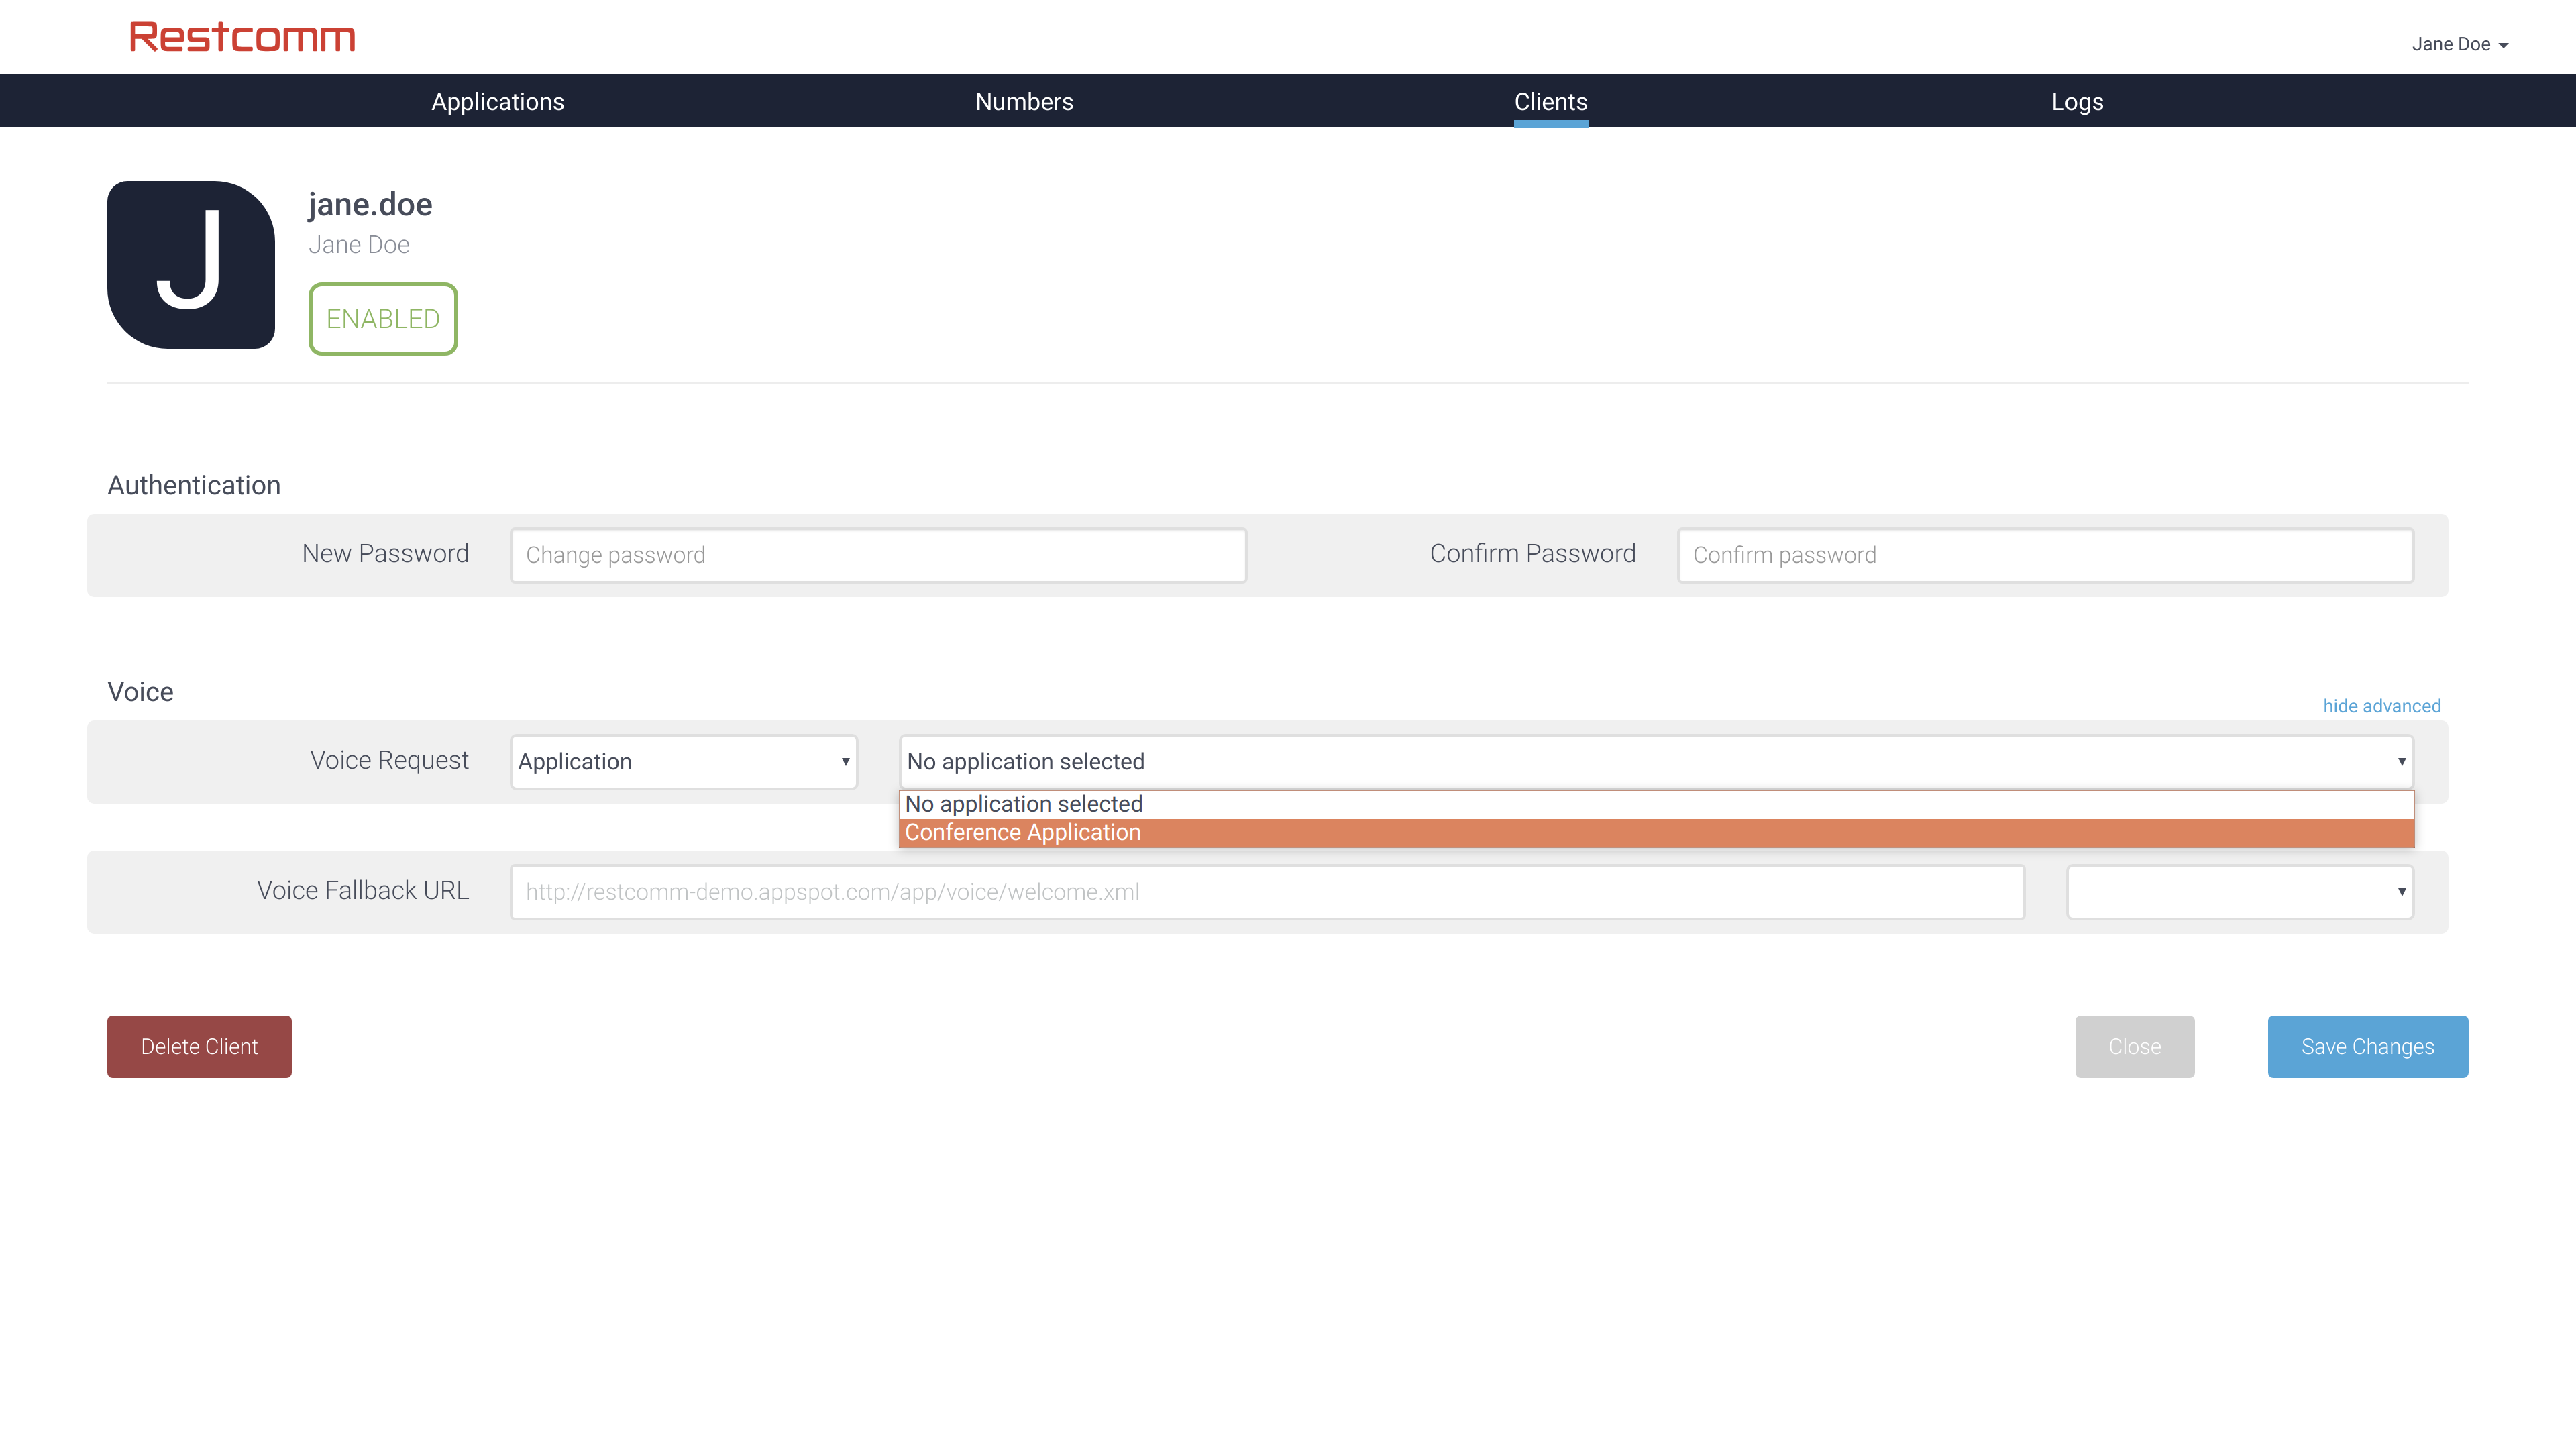 Restcomm
Jane Doe
Applications Numbers Clients Logs
J
jane.doe
Jane Doe
ENABLED
Authentication
New Password Change password Confirm Password Confirm password
Voice
hide advanced
Voice Request Application No application selected
No application selected
Conference Application
Voice Fallback URL http://restcomm-demo.appspot.com/app/voice/welcome.xml
Delete Client Close Save Changes